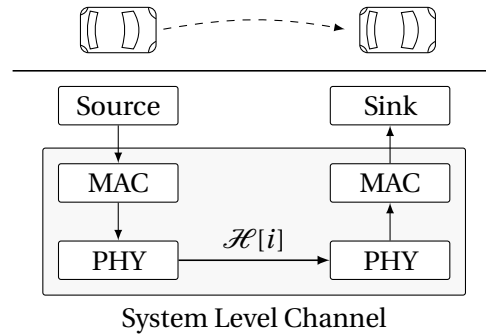 Source Sink
MAC MAC
ℋ[i]
PHY PHY
System Level Channel